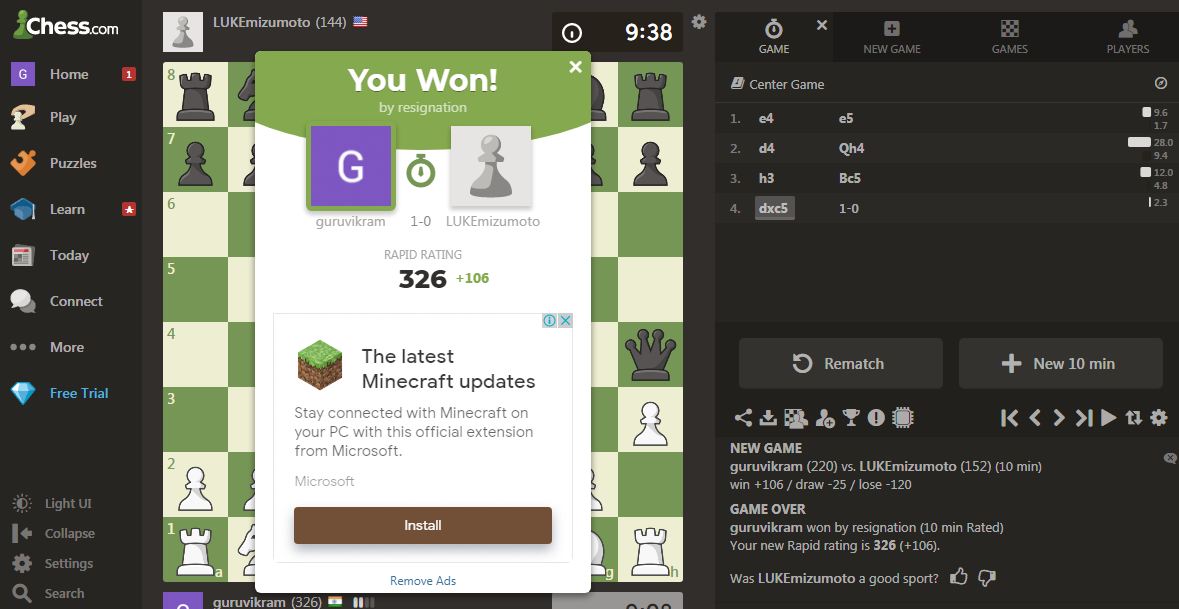 Chess.com
G Home 1
Play
Puzzles
Learn
Today
Connect
More
Free Trial
Light UI
Collapse
Settings
Search
LUKEmizumoto (144)
9:38
8
7
6
5
4
3
2
1
a
g
h
You Won!
by resignation
G
guruvikram 1-0 LUKEmizumoto
RAPID RATING
326 +106
The latest
Minecraft updates
Stay connected with Minecraft on
your PC with this official extension
from Microsoft.
Microsoft
Install
Remove Ads
G guruvikram (326)
GAME
NEW GAME
GAMES
PLAYERS
Center Game
1. e4 e5 9.6
1.7
2. d4 Qh4 28.0
9.4
3. h3 Bc5 12.0
4.8
4. dxc5 1-0 2.3
Rematch
New 10 min
NEW GAME
guruvikram (220) vs. LUKEmizumoto (152) (10 min)
win +106 / draw -25 / lose -120
GAME OVER
guruvikram won by resignation (10 min Rated)
Your new Rapid rating is 326 (+106).
Was LUKEmizumoto a good sport?